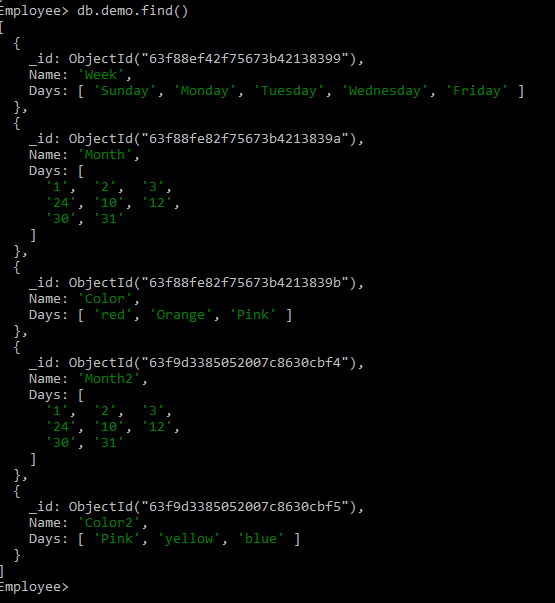 Employee> db.demo.find()
[
  {
    _id: ObjectId("63f88ef42f75673b42138399"),
    Name: 'Week',
    Days: [ 'Sunday', 'Monday', 'Tuesday', 'Wednesday', 'Friday' ]
  },
  {
    _id: ObjectId("63f88fe82f75673b4213839a"),
    Name: 'Month',
    Days: [
      '1',  '2',  '3',
      '24', '10', '12',
      '30', '31'
    ]
  },
  {
    _id: ObjectId("63f88fe82f75673b4213839b"),
    Name: 'Color',
    Days: [ 'red', 'Orange', 'Pink' ]
  },
  {
    _id: ObjectId("63f9d3385052007c8630cbf4"),
    Name: 'Month2',
    Days: [
      '1',  '2',  '3',
      '24', '10', '12',
      '30', '31'
    ]
  },
  {
    _id: ObjectId("63f9d3385052007c8630cbf5"),
    Name: 'Color2',
    Days: [ 'Pink', 'yellow', 'blue' ]
  }
]
Employee>